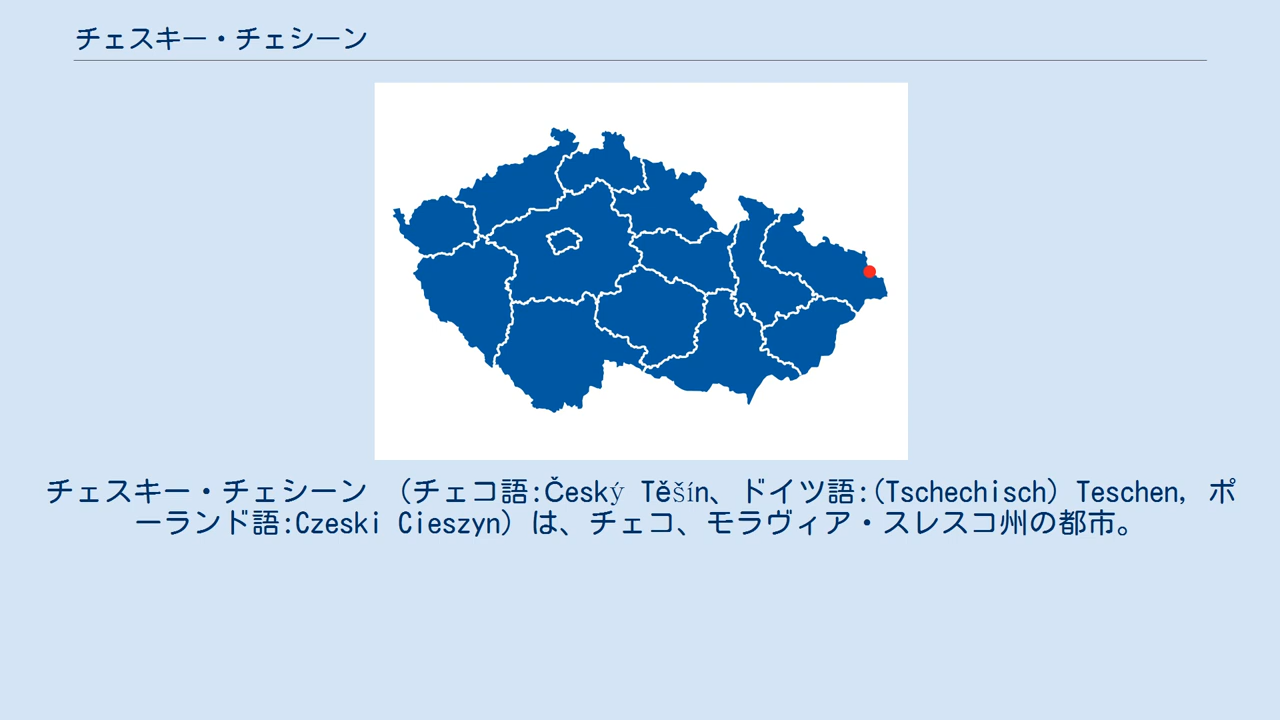 チェスキー・チェシーン
チェスキー・チェシーン （チェコ語:Český Těšín、ドイツ語:(Tschechisch) Teschen, ポ
ーランド語:Czeski Cieszyn) は、チェコ、モラヴィア・スレスコ州の都市。